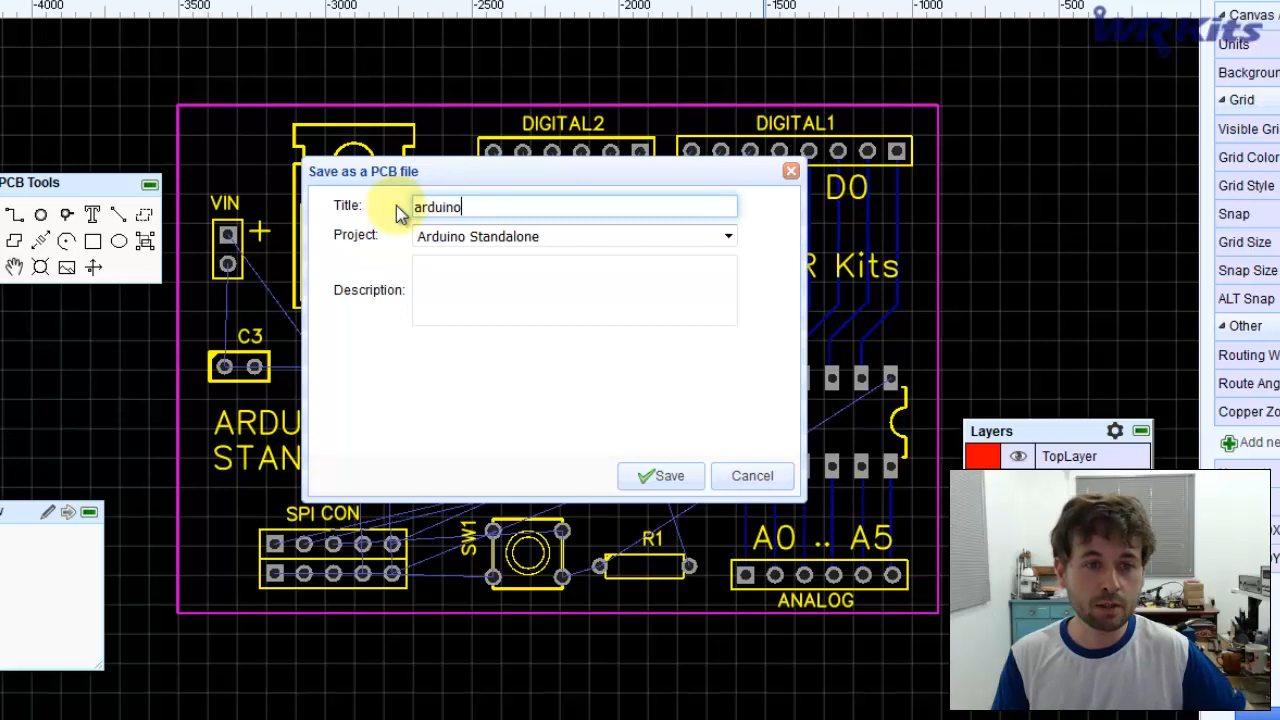 -4000
-3500
-3000
-2500
-2000
-1500
-1000
-500
WR Kits
Canvas A
Units
Backgroun
Grid
Visible Gri
Grid Color
Grid Style
Snap
Grid Size
Snap Size
ALT Snap
Other
Routing W
Route Ang
Copper Zo
Add ne
PCB Tools
DIGITAL2
DIGITAL1
D0
VIN
+
R Kits
C3
ARDU
STAN
Save as a PCB file
Title:
arduino
Project:
Arduino Standalone
Description:
Save
Cancel
Layers
TopLayer
SPI CON
SW1
R1
A0 .. A5
ANALOG